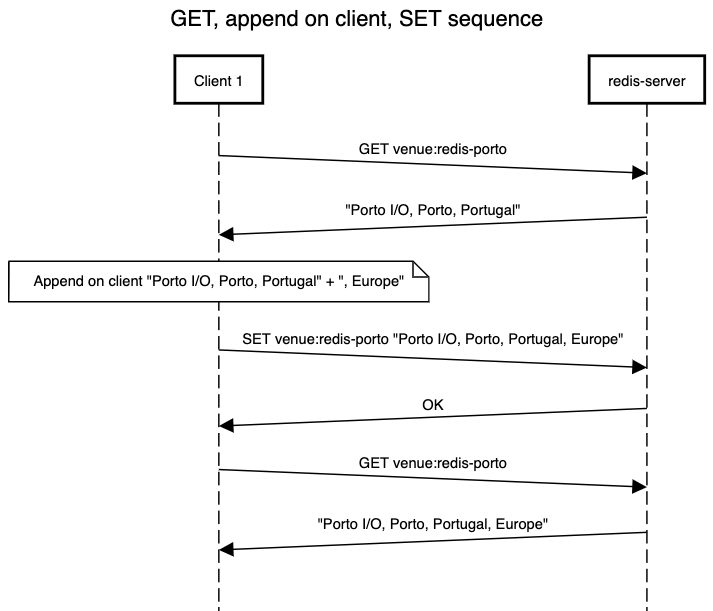 GET, append on client, SET sequence
Client 1
redis-server
GET venue:redis-porto
"Porto I/O, Porto, Portugal"
Append on client "Porto I/O, Porto, Portugal" + ", Europe"
SET venue:redis-porto "Porto I/O, Porto, Portugal, Europe"
OK
GET venue:redis-porto
"Porto I/O, Porto, Portugal, Europe"